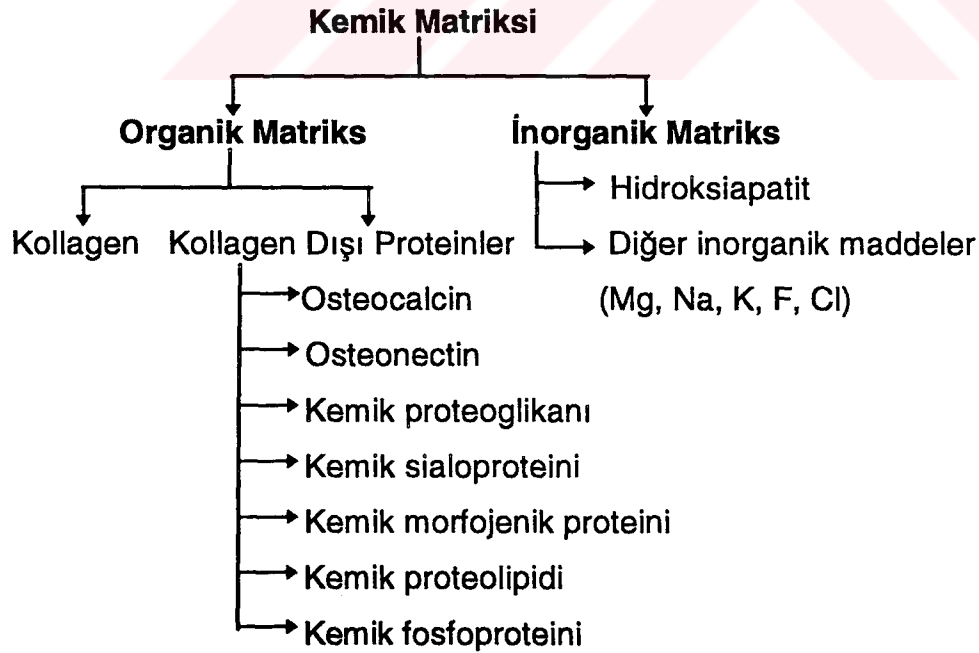 Kemik Matriksi
Organik Matriks
İnorganik Matriks
Hidroksiapatit
Kollagen
Kollagen Dışı Proteinler
Diğer inorganik maddeler
Osteocalcin
(Mg, Na, K, F, Cl)
Osteonectin
Kemik proteoglikanı
Kemik sialoproteini
Kemik morfojenik proteini
Kemik proteolipidi
Kemik fosfoproteini